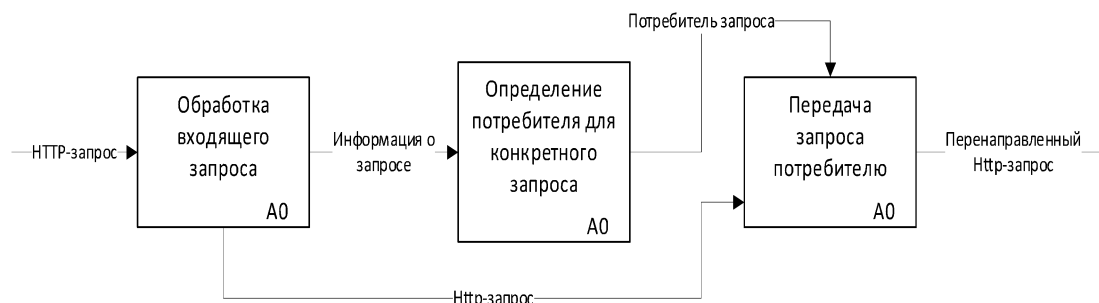 Потребитель запроса
HTTP-запрос
Обработка
входящего
запроса
A0
Информация о
запросе
Определение
потребителя для
конкретного
запроса
A0
Передача
запроса
потребителю
A0
Перенаправленный
Http-запрос
Http-запрос